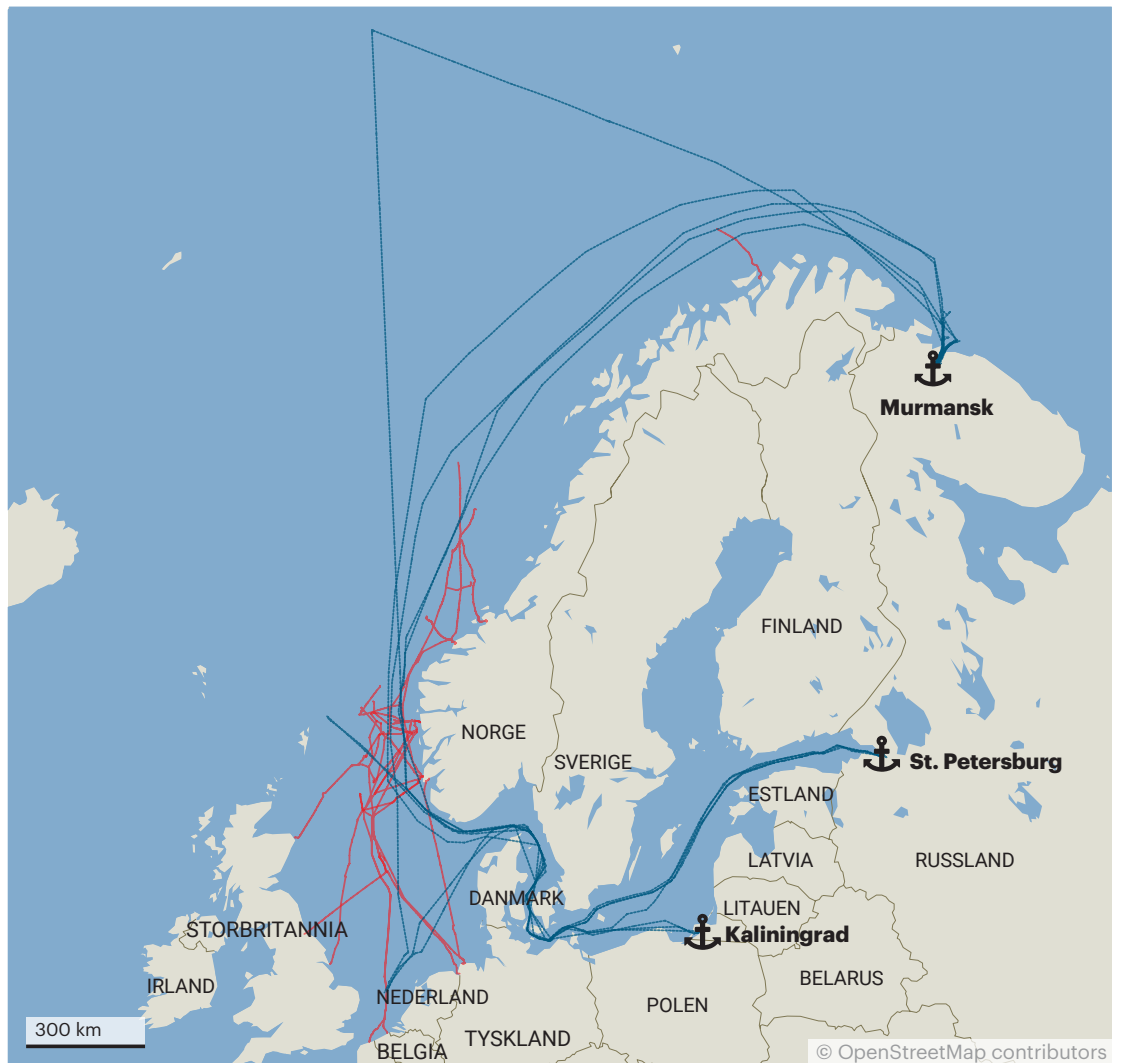 Murmansk
FINLAND
NORGE
SVERIGE
St. Petersburg
ESTLAND
LATVIA
RUSSLAND
DANMARK
LITAUEN
STORBRITANNIA
Kaliningrad
BELARUS
IRLAND
NEDERLAND
POLEN
300 km
TYSKLAND
BELGIA
© OpenStreetMap contributors